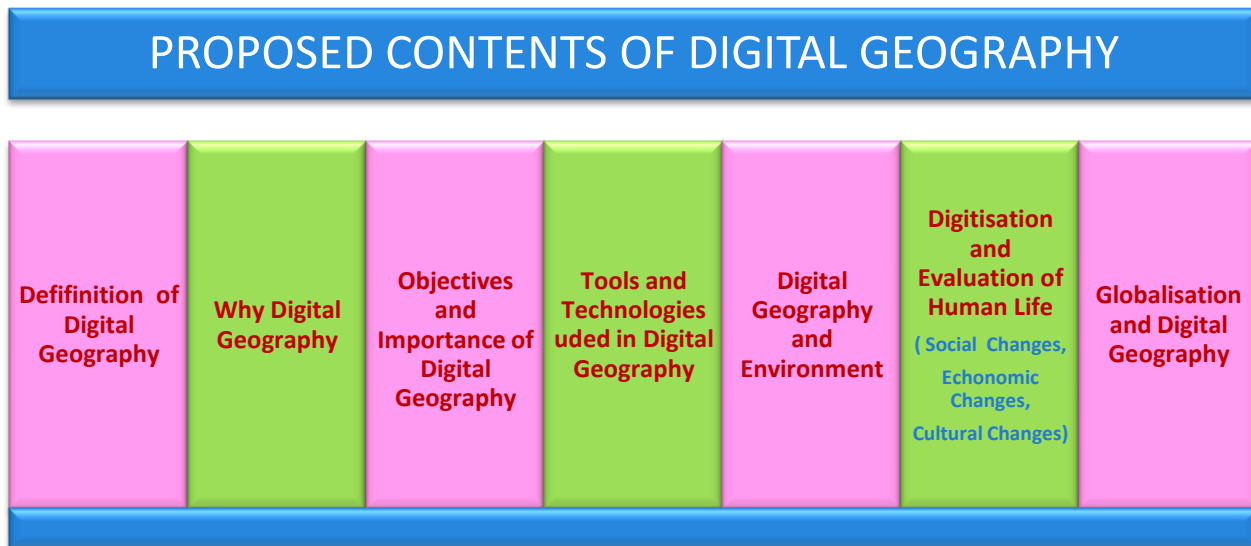 PROPOSED CONTENTS OF DIGITAL GEOGRAPHY
Defifinition of
Digital
Geography
Why Digital
Geography
Objectives
and
Importance of
Digital
Geography
Tools and
Technologies
uded in Digital
Geography
Digital
Geography
and
Environment
Digitisation
and
Evaluation of
Human Life
( Social Changes,
Echonomic
Changes,
Cultural Changes)
Globalisation
and Digital
Geography